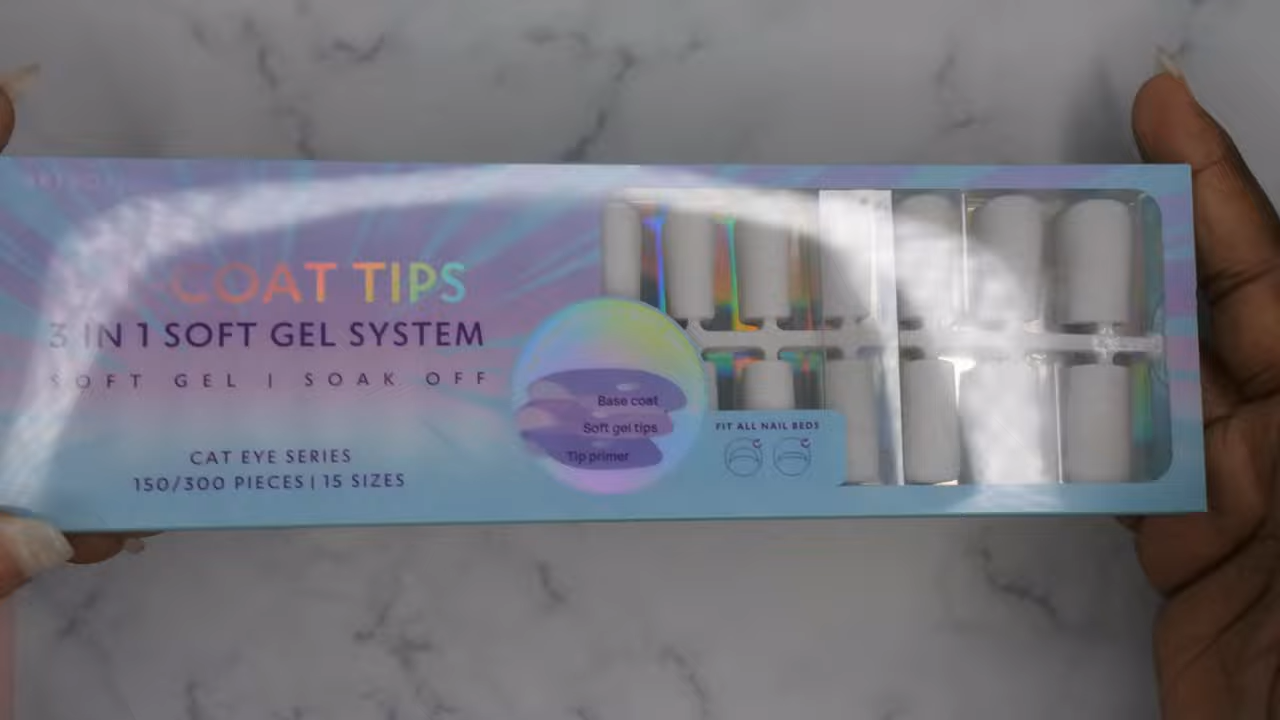 COAT TIPS
3 IN 1 SOFT GEL SYSTEM
SOFT GEL | SOAK OFF
CAT EYE SERIES
150/300 PIECES | 15 SIZES
Base coat
Soft gel tips
Tip primer
FIT ALL NAIL BEDS